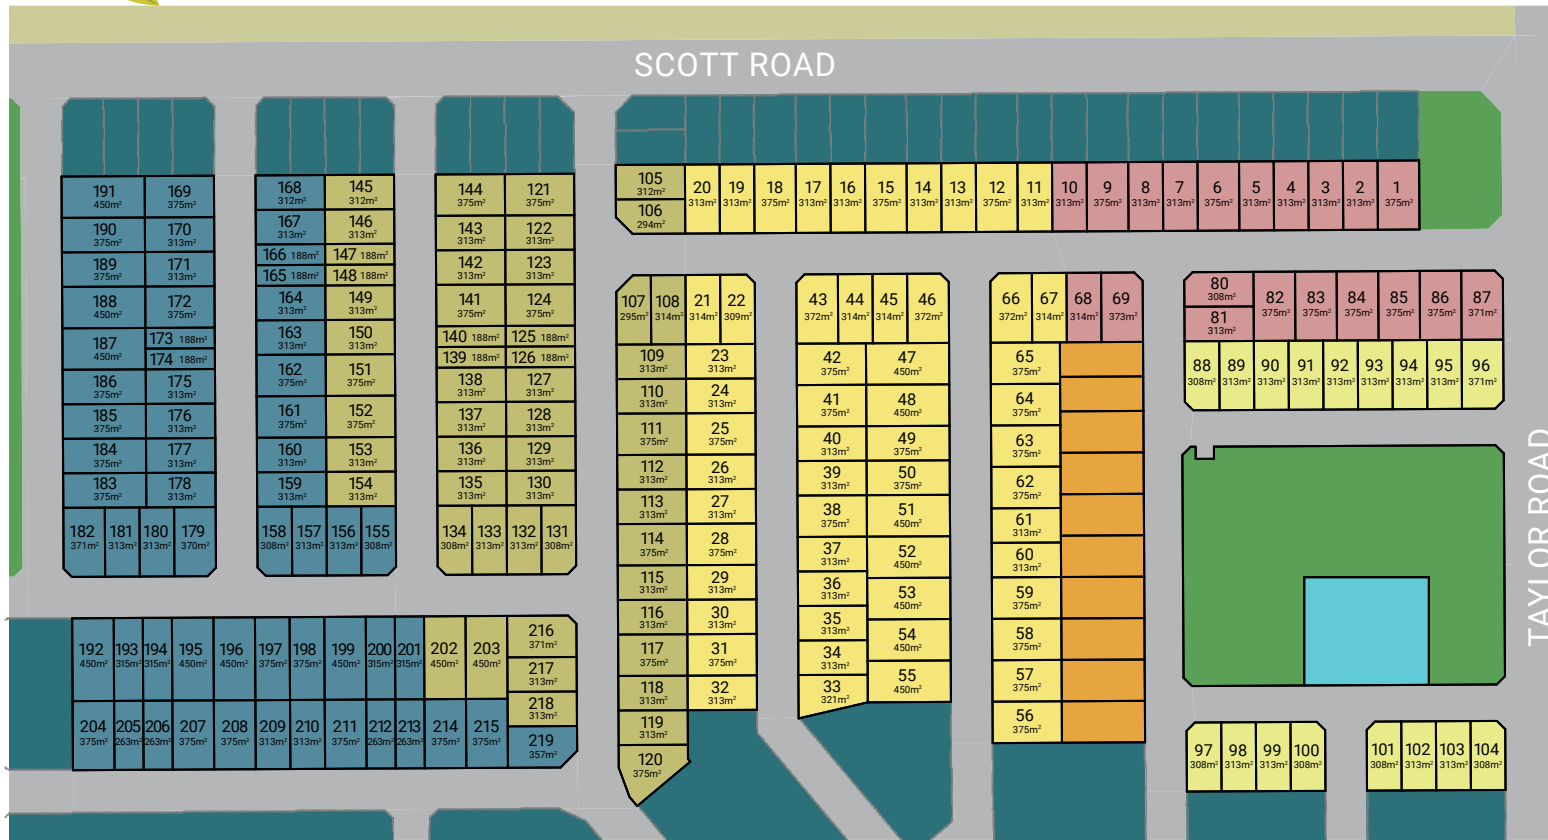 SCOTT ROAD
TAYLOR ROAD
191 450m²
169 375m²
190 375m²
170 313m²
189 375m²
171 313m²
188 450m²
172 375m²
187 450m²
173 188m²
174 188m²
186 375m²
175 313m²
185 375m²
176 313m²
184 375m²
177 313m²
183 375m²
178 313m²
182 371m²
181 313m²
180 313m²
179 370m²
168 312m²
145 312m²
167 313m²
146 313m²
166 188m²
147 188m²
165 188m²
148 188m²
164 313m²
149 313m²
163 313m²
150 313m²
162 375m²
151 375m²
161 375m²
152 375m²
160 313m²
153 313m²
159 313m²
154 313m²
158 308m²
157 313m²
156 313m²
155 308m²
144 375m²
121 375m²
143 313m²
122 313m²
142 313m²
123 313m²
141 375m²
124 375m²
140 188m²
125 188m²
139 188m²
126 188m²
138 313m²
127 313m²
137 313m²
128 313m²
136 313m²
129 313m²
135 313m²
130 313m²
134 308m²
133 313m²
132 313m²
131 308m²
105 312m²
106 294m²
20 313m²
19 313m²
18 375m²
17 313m²
16 313m²
15 375m²
14 313m²
13 313m²
12 375m²
11 313m²
10 313m²
9 375m²
8 313m²
7 313m²
6 375m²
5 313m²
4 313m²
3 313m²
2 313m²
1 375m²
107 295m²
108 314m²
21 314m²
22 309m²
109 313m²
23 313m²
110 313m²
24 313m²
111 375m²
25 375m²
112 313m²
26 313m²
113 313m²
27 313m²
114 375m²
28 375m²
115 313m²
29 313m²
116 313m²
30 313m²
117 375m²
31 375m²
118 313m²
32 313m²
119 313m²
120 375m²
43 372m²
44 314m²
45 314m²
46 372m²
42 375m²
47 450m²
41 375m²
48 450m²
40 313m²
49 375m²
39 313m²
50 375m²
38 375m²
51 450m²
37 313m²
52 450m²
36 313m²
53 450m²
35 313m²
54 450m²
34 313m²
55 450m²
33 321m²
66 372m²
67 314m²
68 314m²
69 373m²
65 375m²
64 375m²
63 375m²
62 375m²
61 313m²
60 313m²
59 375m²
58 375m²
57 375m²
56 375m²
80 308m²
81 313m²
82 375m²
83 375m²
84 375m²
85 375m²
86 375m²
87 371m²
88 308m²
89 313m²
90 313m²
91 313m²
92 313m²
93 313m²
94 313m²
95 313m²
96 371m²
97 308m²
98 313m²
99 313m²
100 308m²
101 308m²
102 313m²
103 313m²
104 308m²
192 450m²
193 315m²
194 315m²
195 450m²
196 450m²
197 375m²
198 375m²
199 450m²
200 315m²
201 315m²
202 450m²
203 450m²
216 371m²
217 313m²
218 313m²
219 357m²
204 375m²
205 263m²
206 263m²
207 375m²
208 375m²
209 313m²
210 313m²
211 375m²
212 263m²
213 263m²
214 375m²
215 375m²